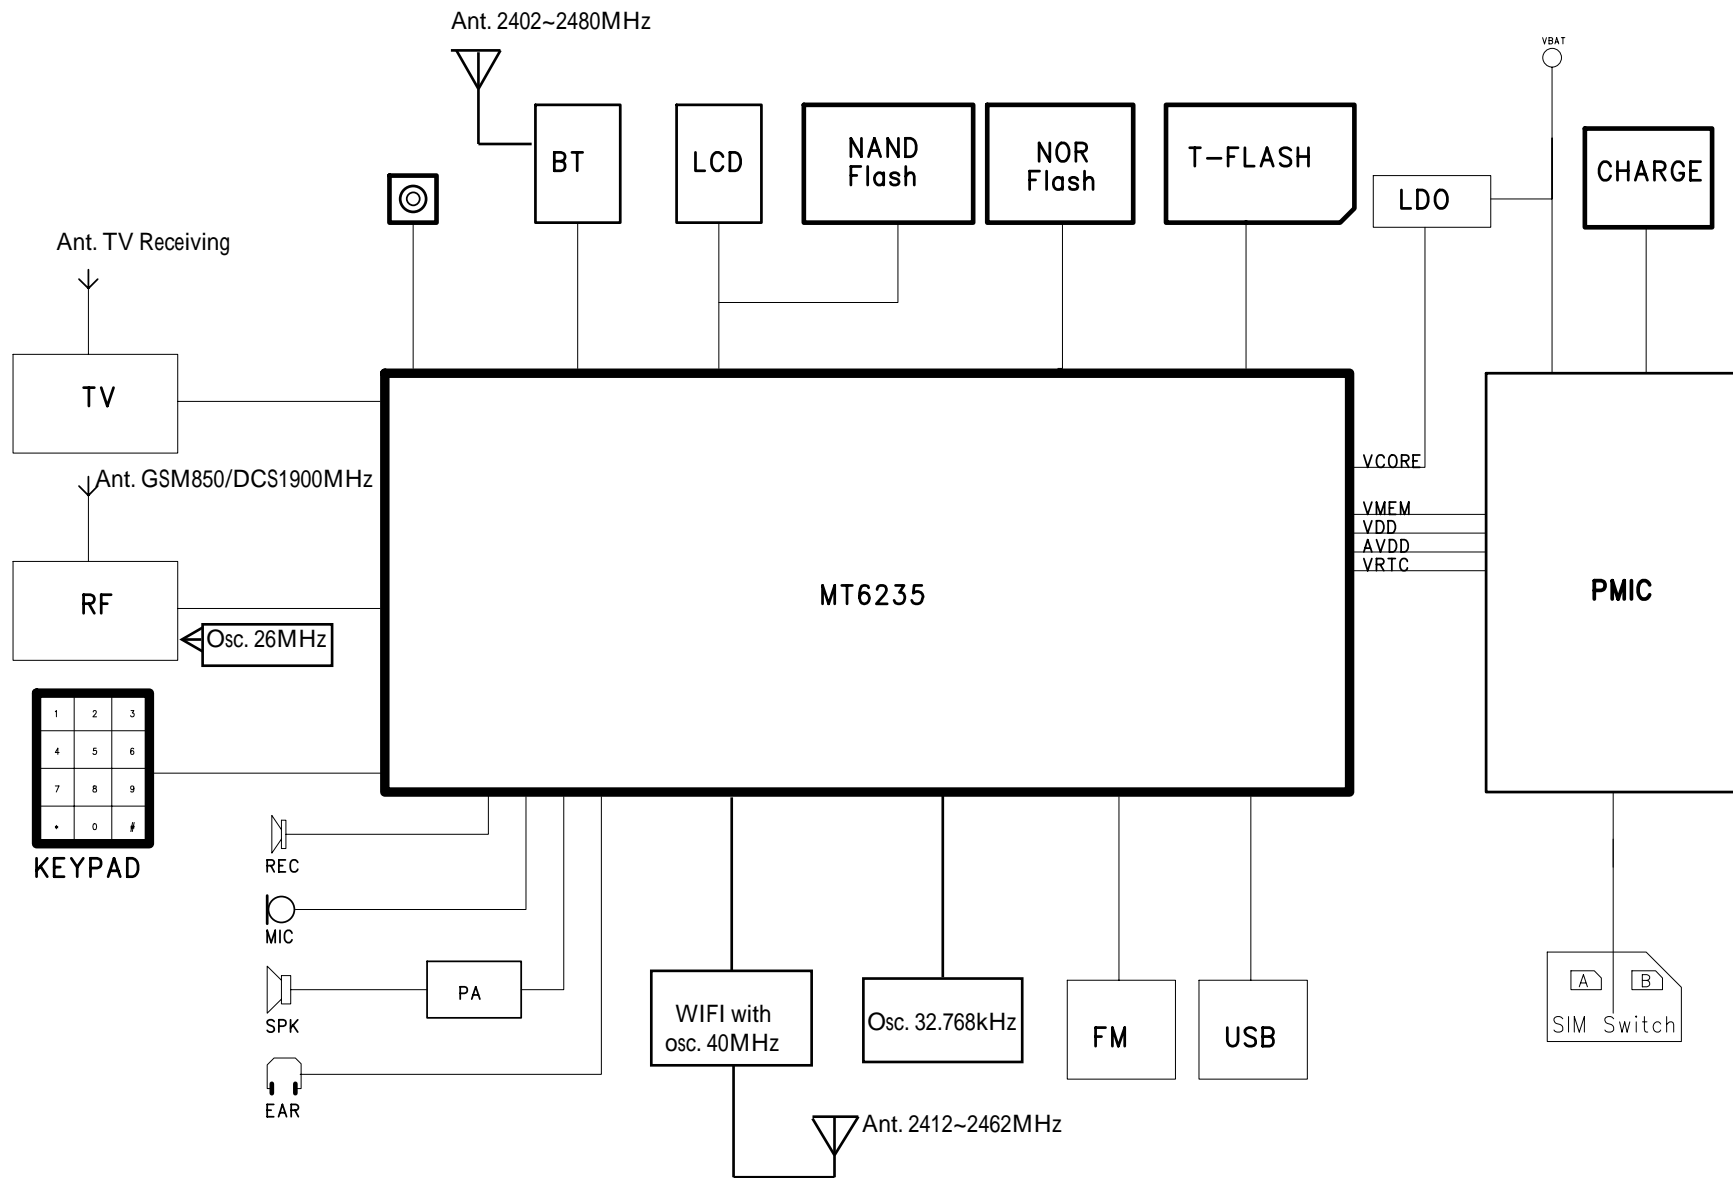 Ant. 2402~2480MHz
VBAT
BT
LCD
NAND
Flash
NOR
Flash
T-FLASH
LDO
CHARGE
Ant. TV Receiving
TV
Ant. GSM850/DCS1900MHz
RF
Osc. 26MHz
VCORE
VMEM
VDD
AVDD
VRTC
MT6235
PMIC
1 2 3
4 5 6
7 8 9
* 0 #
KEYPAD
REC
MIC
SPK
PA
EAR
WIFI with
osc. 40MHz
Osc. 32.768kHz
FM
USB
A B
SIM Switch
Ant. 2412~2462MHz